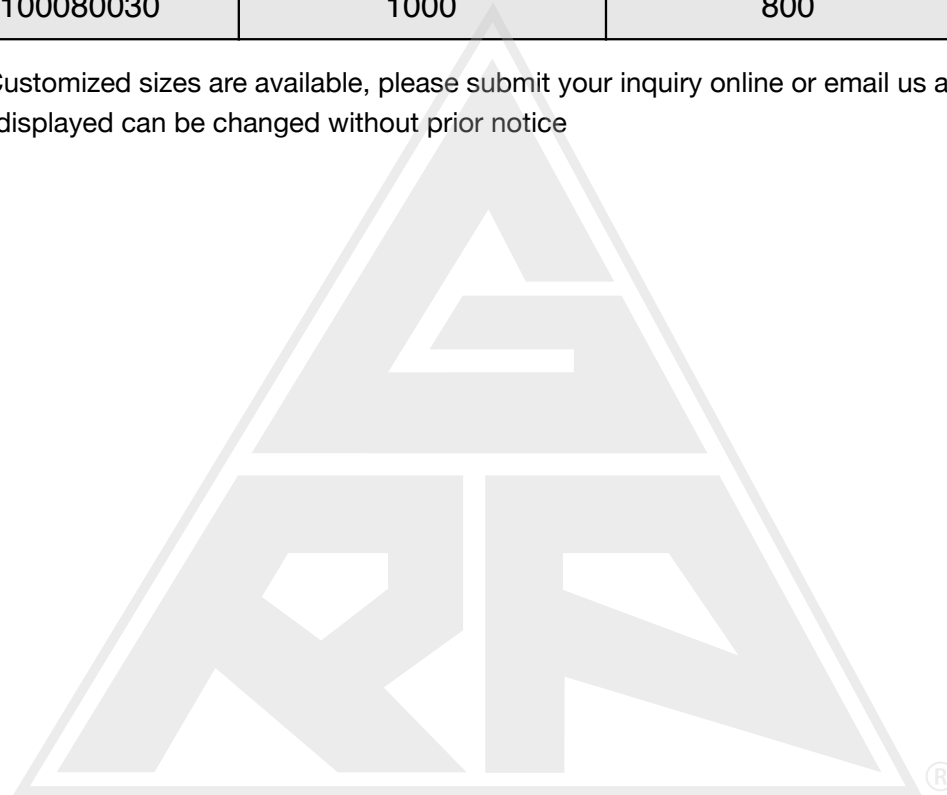 100080030 1000 800
Customized sizes are available, please submit your inquiry online or email us a
displayed can be changed without prior notice
GRP
®